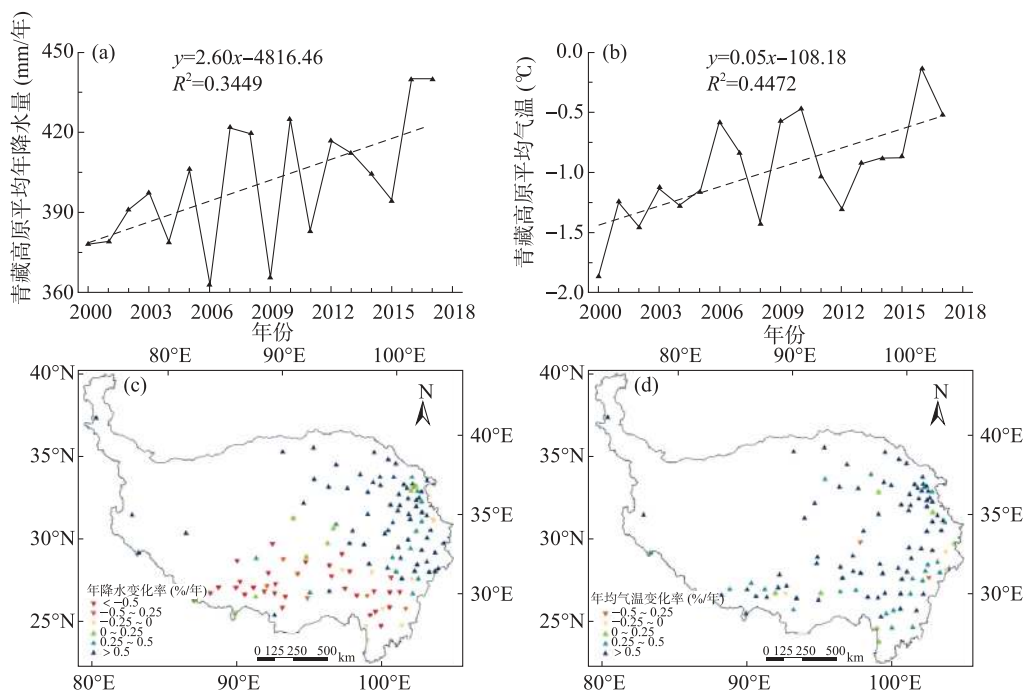 (a)
y=2.60x−4816.46
R²=0.3449
青藏高原平均年降水量 (mm/年)
450
420
390
360
2000 2003 2006 2009 2012 2015 2018
年份
(b)
y=0.05x−108.18
R²=0.4472
青藏高原平均气温 (℃)
0.0
−0.5
−1.0
−1.5
−2.0
2000 2003 2006 2009 2012 2015 2018
年份
80°E 90°E 100°E
(c)
N
40°N
35°N
30°N
25°N
40°E
35°E
30°E
年降水变化率 (%/年)
< −0.5
−0.5 ~ 0.25
−0.25 ~ 0
0 ~ 0.25
0.25 ~ 0.5
> 0.5
0 125 250 500
km
80°E 90°E 100°E
80°E 90°E 100°E
(d)
N
40°N
35°N
30°N
25°N
40°E
35°E
30°E
年均气温变化率 (%/年)
−0.5 ~ 0.25
−0.25 ~ 0
0 ~ 0.25
0.25 ~ 0.5
> 0.5
0 125 250 500
km
80°E 90°E 100°E